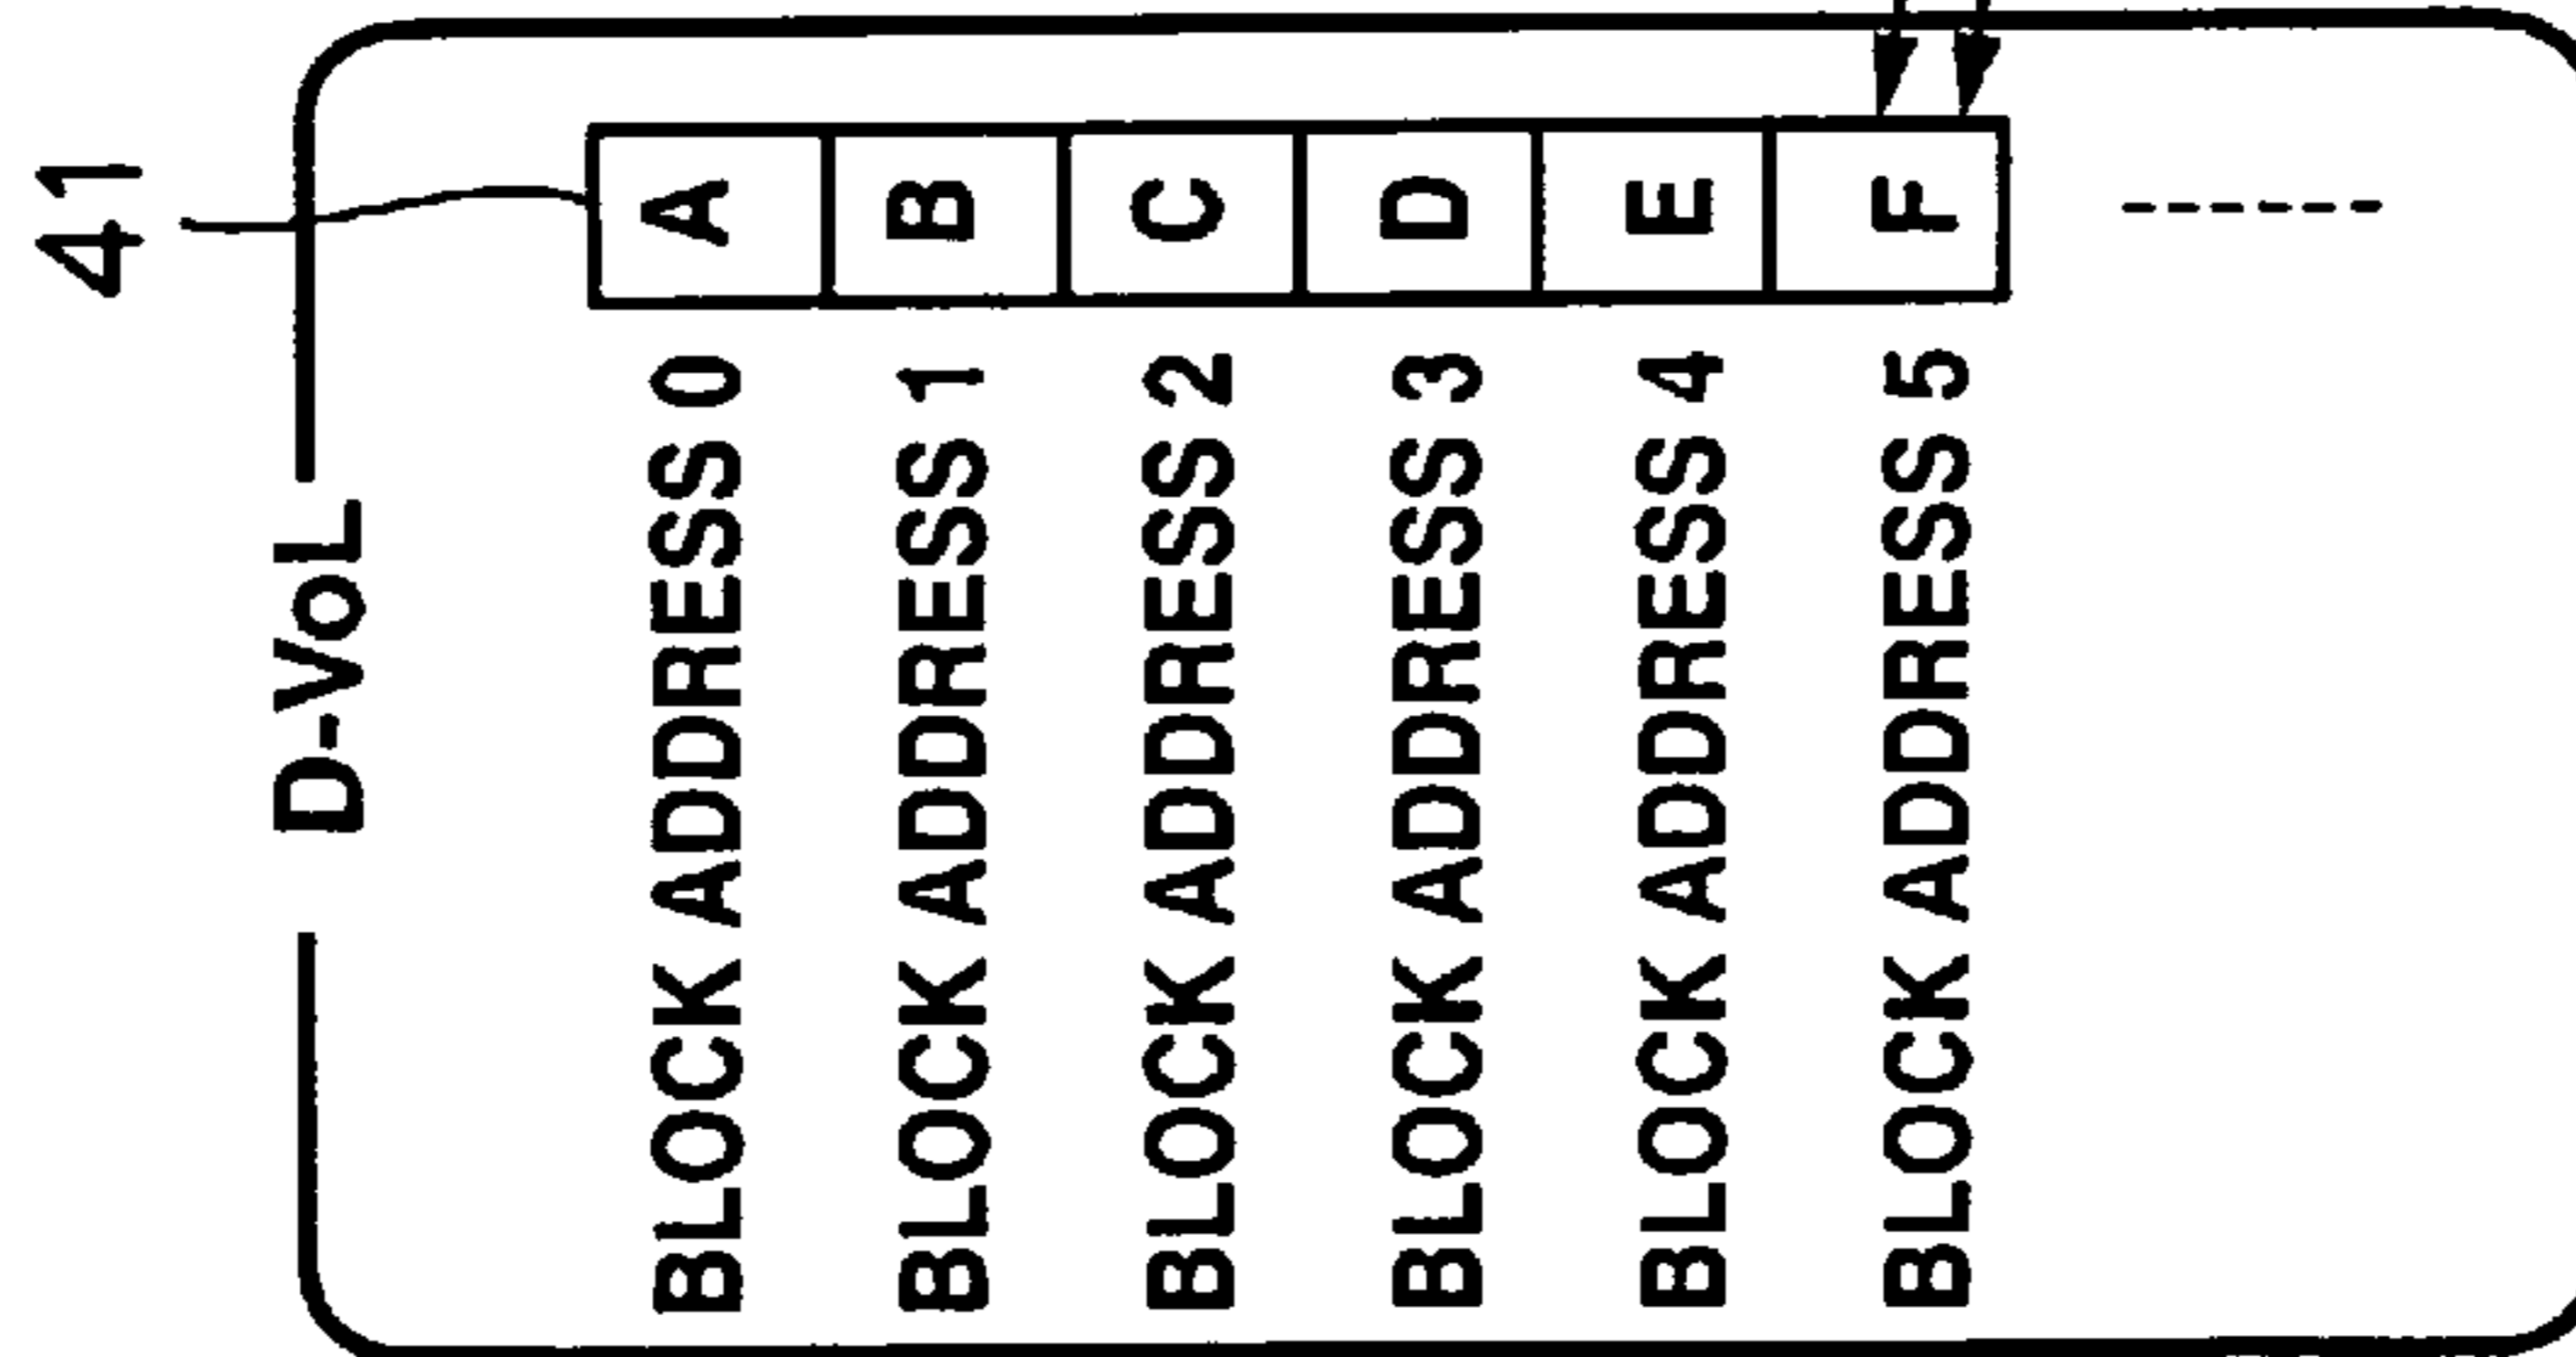 41
D-VoL
BLOCK ADDRESS 0 A
BLOCK ADDRESS 1 B
BLOCK ADDRESS 2 C
BLOCK ADDRESS 3 D
BLOCK ADDRESS 4 E
BLOCK ADDRESS 5 F